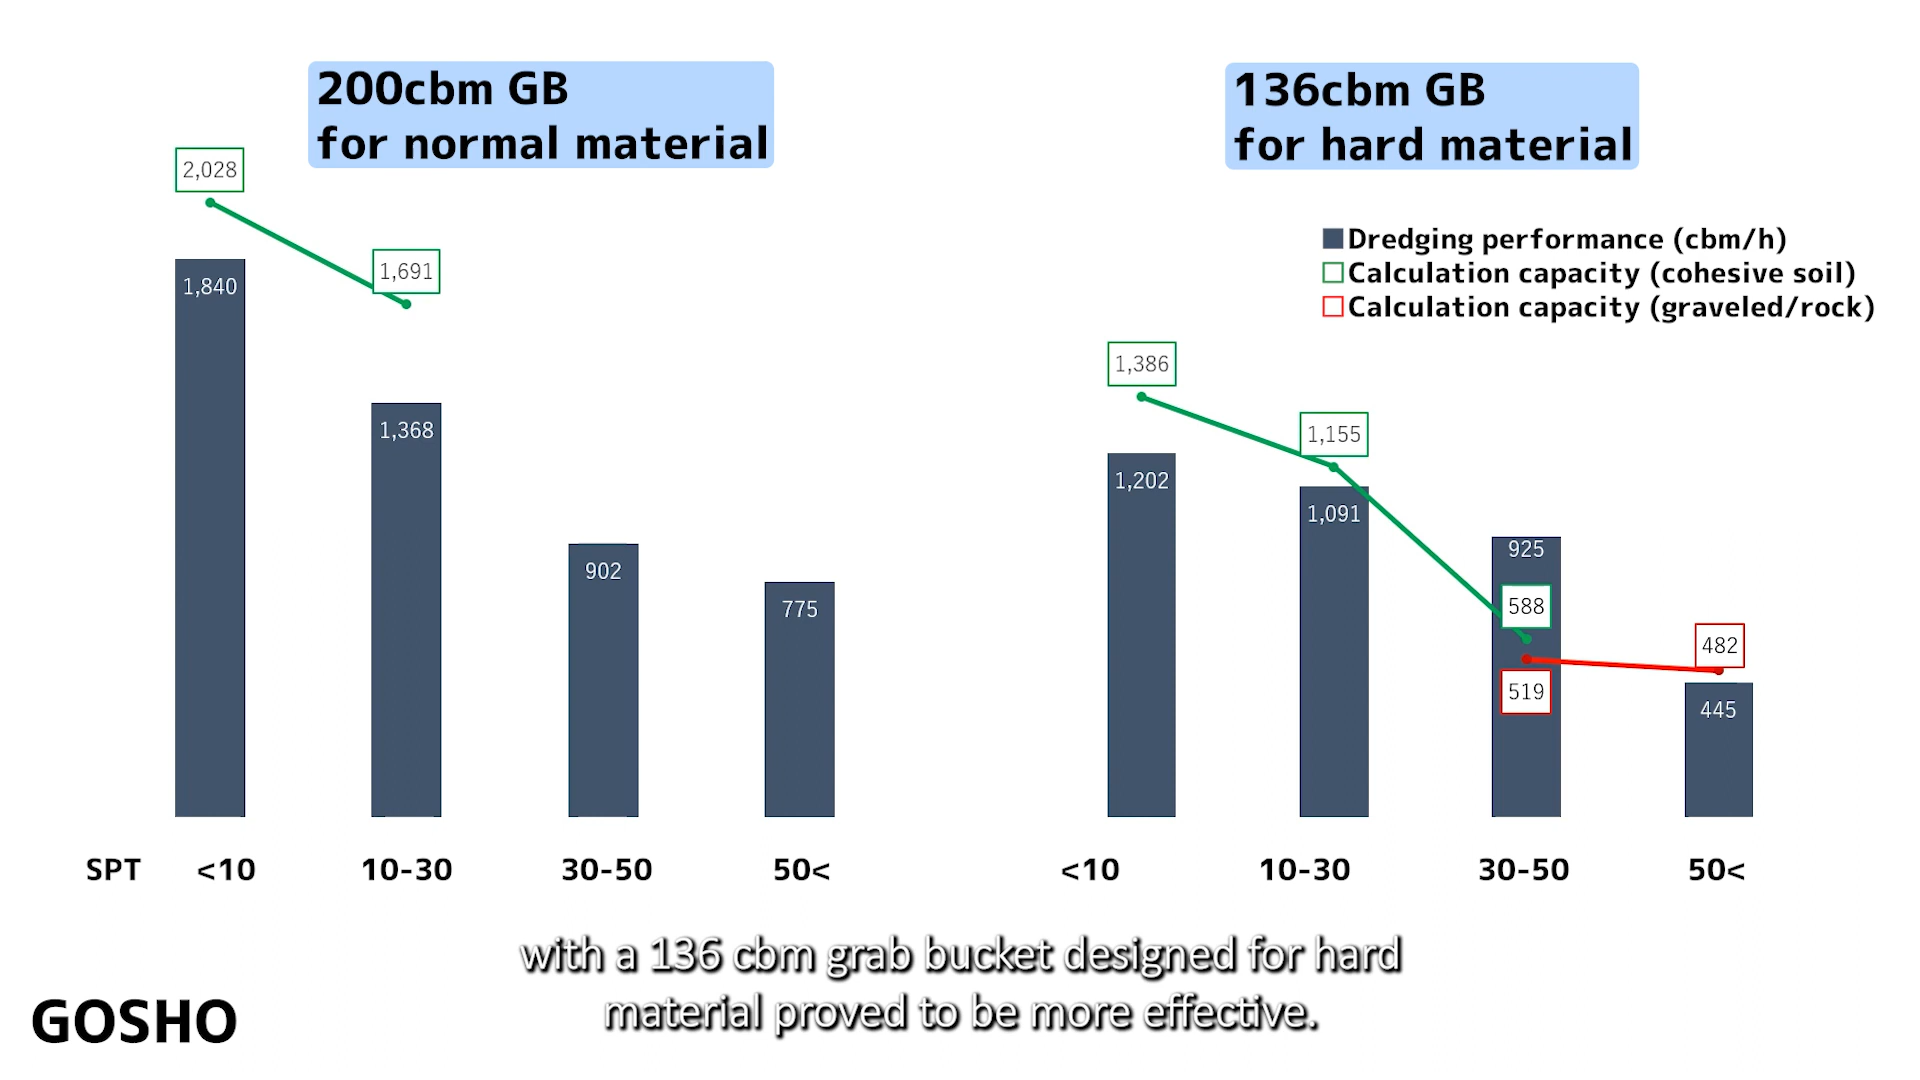 200cbm GB
for normal material
136cbm GB
for hard material
Dredging performance (cbm/h)
Calculation capacity (cohesive soil)
Calculation capacity (graveled/rock)
2,028
1,691
1,840
1,368
902
775
1,386
1,155
1,202
1,091
925
588
519
482
445
SPT <10 10-30 30-50 50<
<10 10-30 30-50 50<
with a 136 cbm grab bucket designed for hard
material proved to be more effective.
GOSHO